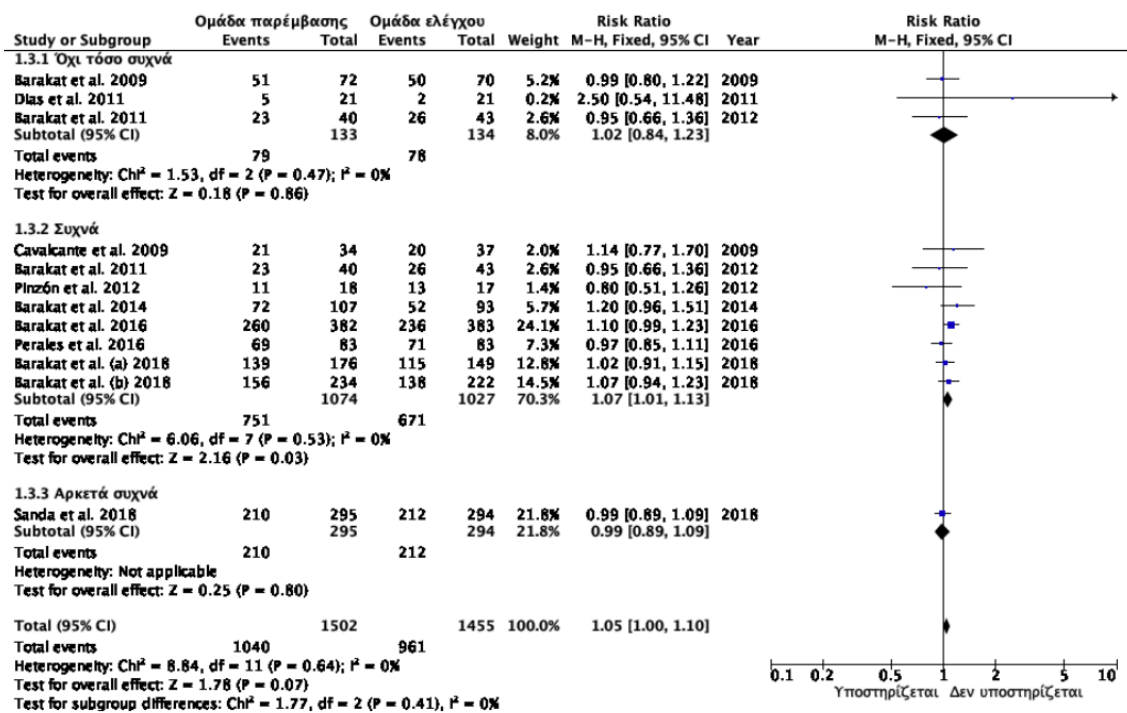 Ομάδα παρέμβασης Ομάδα ελέγχου Risk Ratio Risk Ratio
Study or Subgroup Events Total Events Total Weight M-H, Fixed, 95% CI Year M-H, Fixed, 95% CI
1.3.1 Όχι τόσο συχνά
Barakat et al. 2009 51 72 50 70 5.2% 0.99 [0.80, 1.22] 2009
Dias et al. 2011 5 21 2 21 0.2% 2.50 [0.54, 11.48] 2011
Barakat et al. 2011 23 40 26 43 2.6% 0.95 [0.66, 1.36] 2012
Subtotal (95% CI) 133 134 8.0% 1.02 [0.84, 1.23]
Total events 79 78
Heterogeneity: Chi² = 1.53, df = 2 (P = 0.47); I² = 0%
Test for overall effect: Z = 0.18 (P = 0.86)
1.3.2 Συχνά
Cavalcante et al. 2009 21 34 20 37 2.0% 1.14 [0.77, 1.70] 2009
Barakat et al. 2011 23 40 26 43 2.6% 0.95 [0.66, 1.36] 2012
Pinzón et al. 2012 11 18 13 17 1.4% 0.80 [0.51, 1.26] 2012
Barakat et al. 2014 72 107 52 93 5.7% 1.20 [0.96, 1.51] 2014
Barakat et al. 2016 260 382 236 383 24.1% 1.10 [0.99, 1.23] 2016
Perales et al. 2016 69 83 71 83 7.3% 0.97 [0.85, 1.11] 2016
Barakat et al. (a) 2018 139 176 115 149 12.8% 1.02 [0.91, 1.15] 2018
Barakat et al. (b) 2018 156 234 138 222 14.5% 1.07 [0.94, 1.23] 2018
Subtotal (95% CI) 1074 1027 70.3% 1.07 [1.01, 1.13]
Total events 751 671
Heterogeneity: Chi² = 6.06, df = 7 (P = 0.53); I² = 0%
Test for overall effect: Z = 2.16 (P = 0.03)
1.3.3 Αρκετά συχνά
Sanda et al. 2018 210 295 212 294 21.8% 0.99 [0.89, 1.09] 2018
Subtotal (95% CI) 295 294 21.8% 0.99 [0.89, 1.09]
Total events 210 212
Heterogeneity: Not applicable
Test for overall effect: Z = 0.25 (P = 0.80)
Total (95% CI) 1502 1455 100.0% 1.05 [1.00, 1.10]
Total events 1040 961
Heterogeneity: Chi² = 8.84, df = 11 (P = 0.64); I² = 0%
Test for overall effect: Z = 1.78 (P = 0.07)
Test for subgroup differences: Chi² = 1.77, df = 2 (P = 0.41), I² = 0%
0.1 0.2 0.5 1 2 5 10
Υποστηρίζεται Δεν υποστηρίζεται